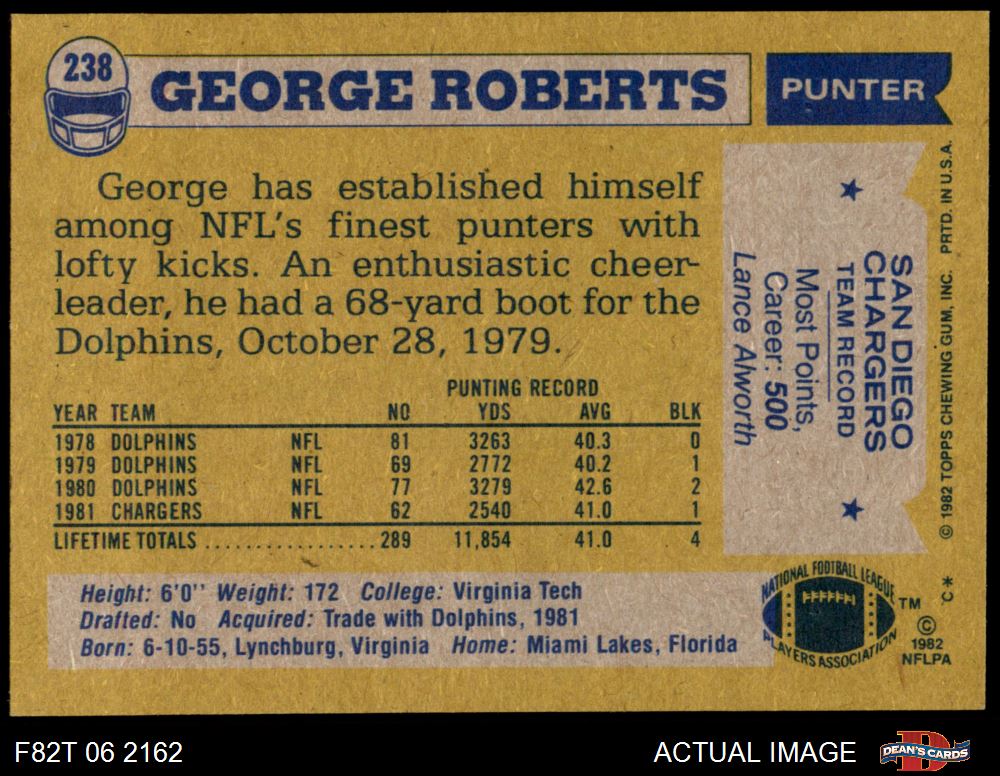 238
GEORGE ROBERTS
PUNTER
George has established himself
among NFL's finest punters with
lofty kicks. An enthusiastic cheer-
leader, he had a 68-yard boot for the
Dolphins, October 28, 1979.
PUNTING RECORD
YEAR TEAM NO YDS AVG BLK
1978 DOLPHINS NFL 81 3263 40.3 0
1979 DOLPHINS NFL 69 2772 40.2 1
1980 DOLPHINS NFL 77 3279 42.6 2
1981 CHARGERS NFL 62 2540 41.0 1
LIFETIME TOTALS ................ 289 11,854 41.0 4
Height: 6'0" Weight: 172 College: Virginia Tech
Drafted: No Acquired: Trade with Dolphins, 1981
Born: 6-10-55, Lynchburg, Virginia Home: Miami Lakes, Florida
SAN DIEGO
CHARGERS
TEAM RECORD
Most Points,
Career: 500
Lance Alworth
© 1982 TOPPS CHEWING GUM, INC. PRTD. IN U.S.A.
C *
NATIONAL FOOTBALL LEAGUE
PLAYERS ASSOCIATION
TM
©
1982
NFLPA
F82T 06 2162
ACTUAL IMAGE
D
DEAN'S CARDS